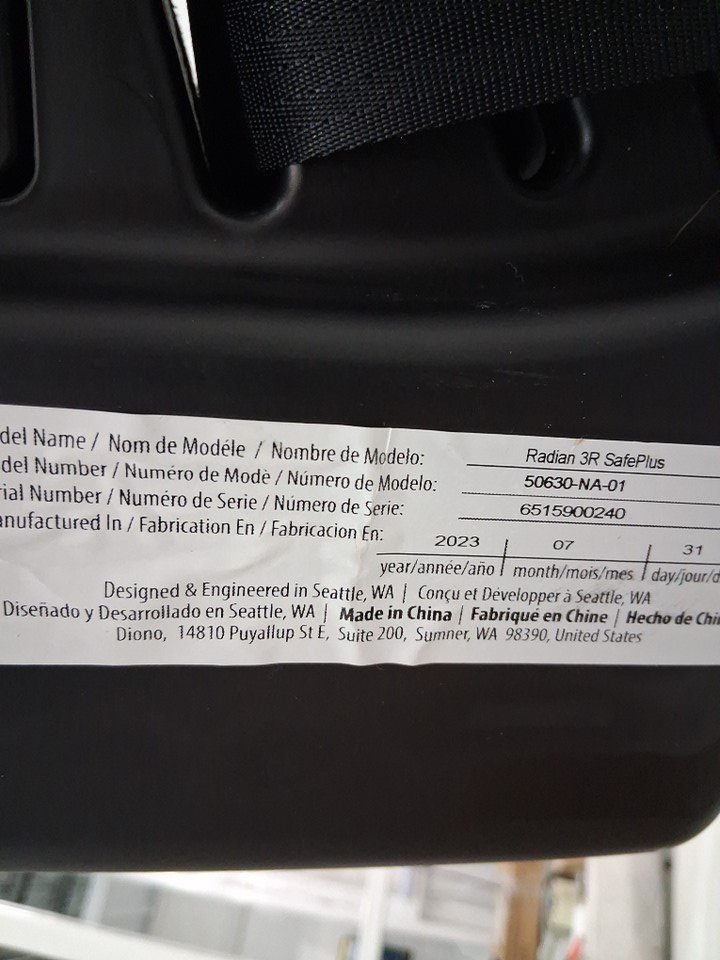 del Name / Nom de Modéle / Nombre de Modelo: Radian 3R SafePlus
del Number / Numéro de Modè / Número de Modelo: 50630-NA-01
rial Number / Numéro de Serie / Número de Serie: 6515900240
anufactured In / Fabrication En / Fabricacion En: 2023 07 31
year/année/año month/mois/mes day/jour/d
Designed & Engineered in Seattle, WA | Conçu et Développer à Seattle, WA
Diseñado y Desarrollado en Seattle, WA | Made in China | Fabriqué en Chine | Hecho de Chi
Diono, 14810 Puyallup St E, Suite 200, Sumner, WA 98390, United States